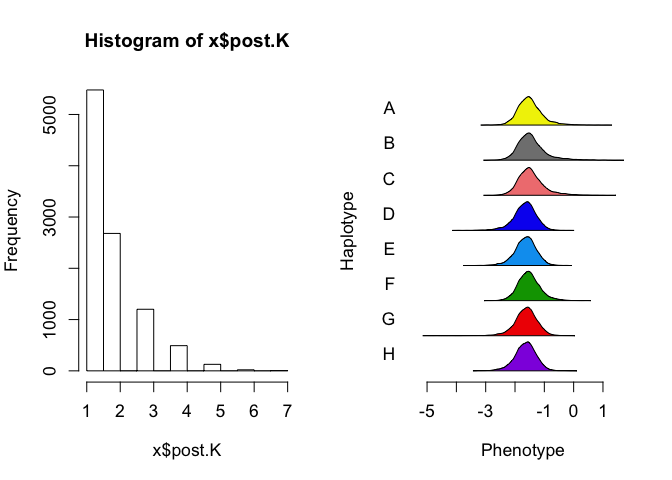 Histogram of x$post.K
Frequency
0
1000
3000
5000
1 2 3 4 5 6 7
x$post.K
Haplotype
A
B
C
D
E
F
G
H
-5 -3 -1 0 1
Phenotype